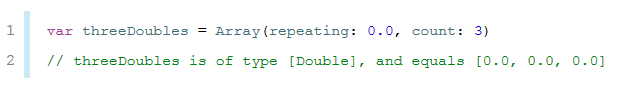 1 var threeDoubles = Array(repeating: 0.0, count: 3)
2 // threeDoubles is of type [Double], and equals [0.0, 0.0, 0.0]